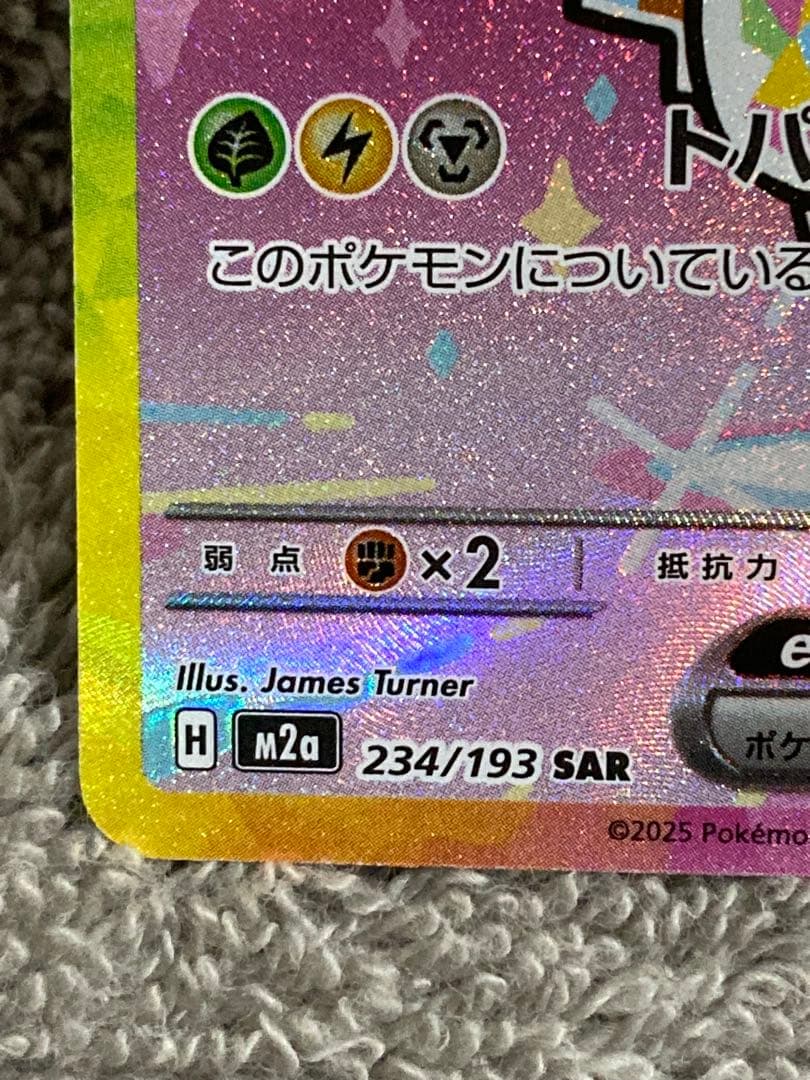 トパ
このポケモンについている
弱点 ×2 抵抗力
Illus. James Turner
e
H M2a 234/193 SAR
ポケ
©2025 Pokémo